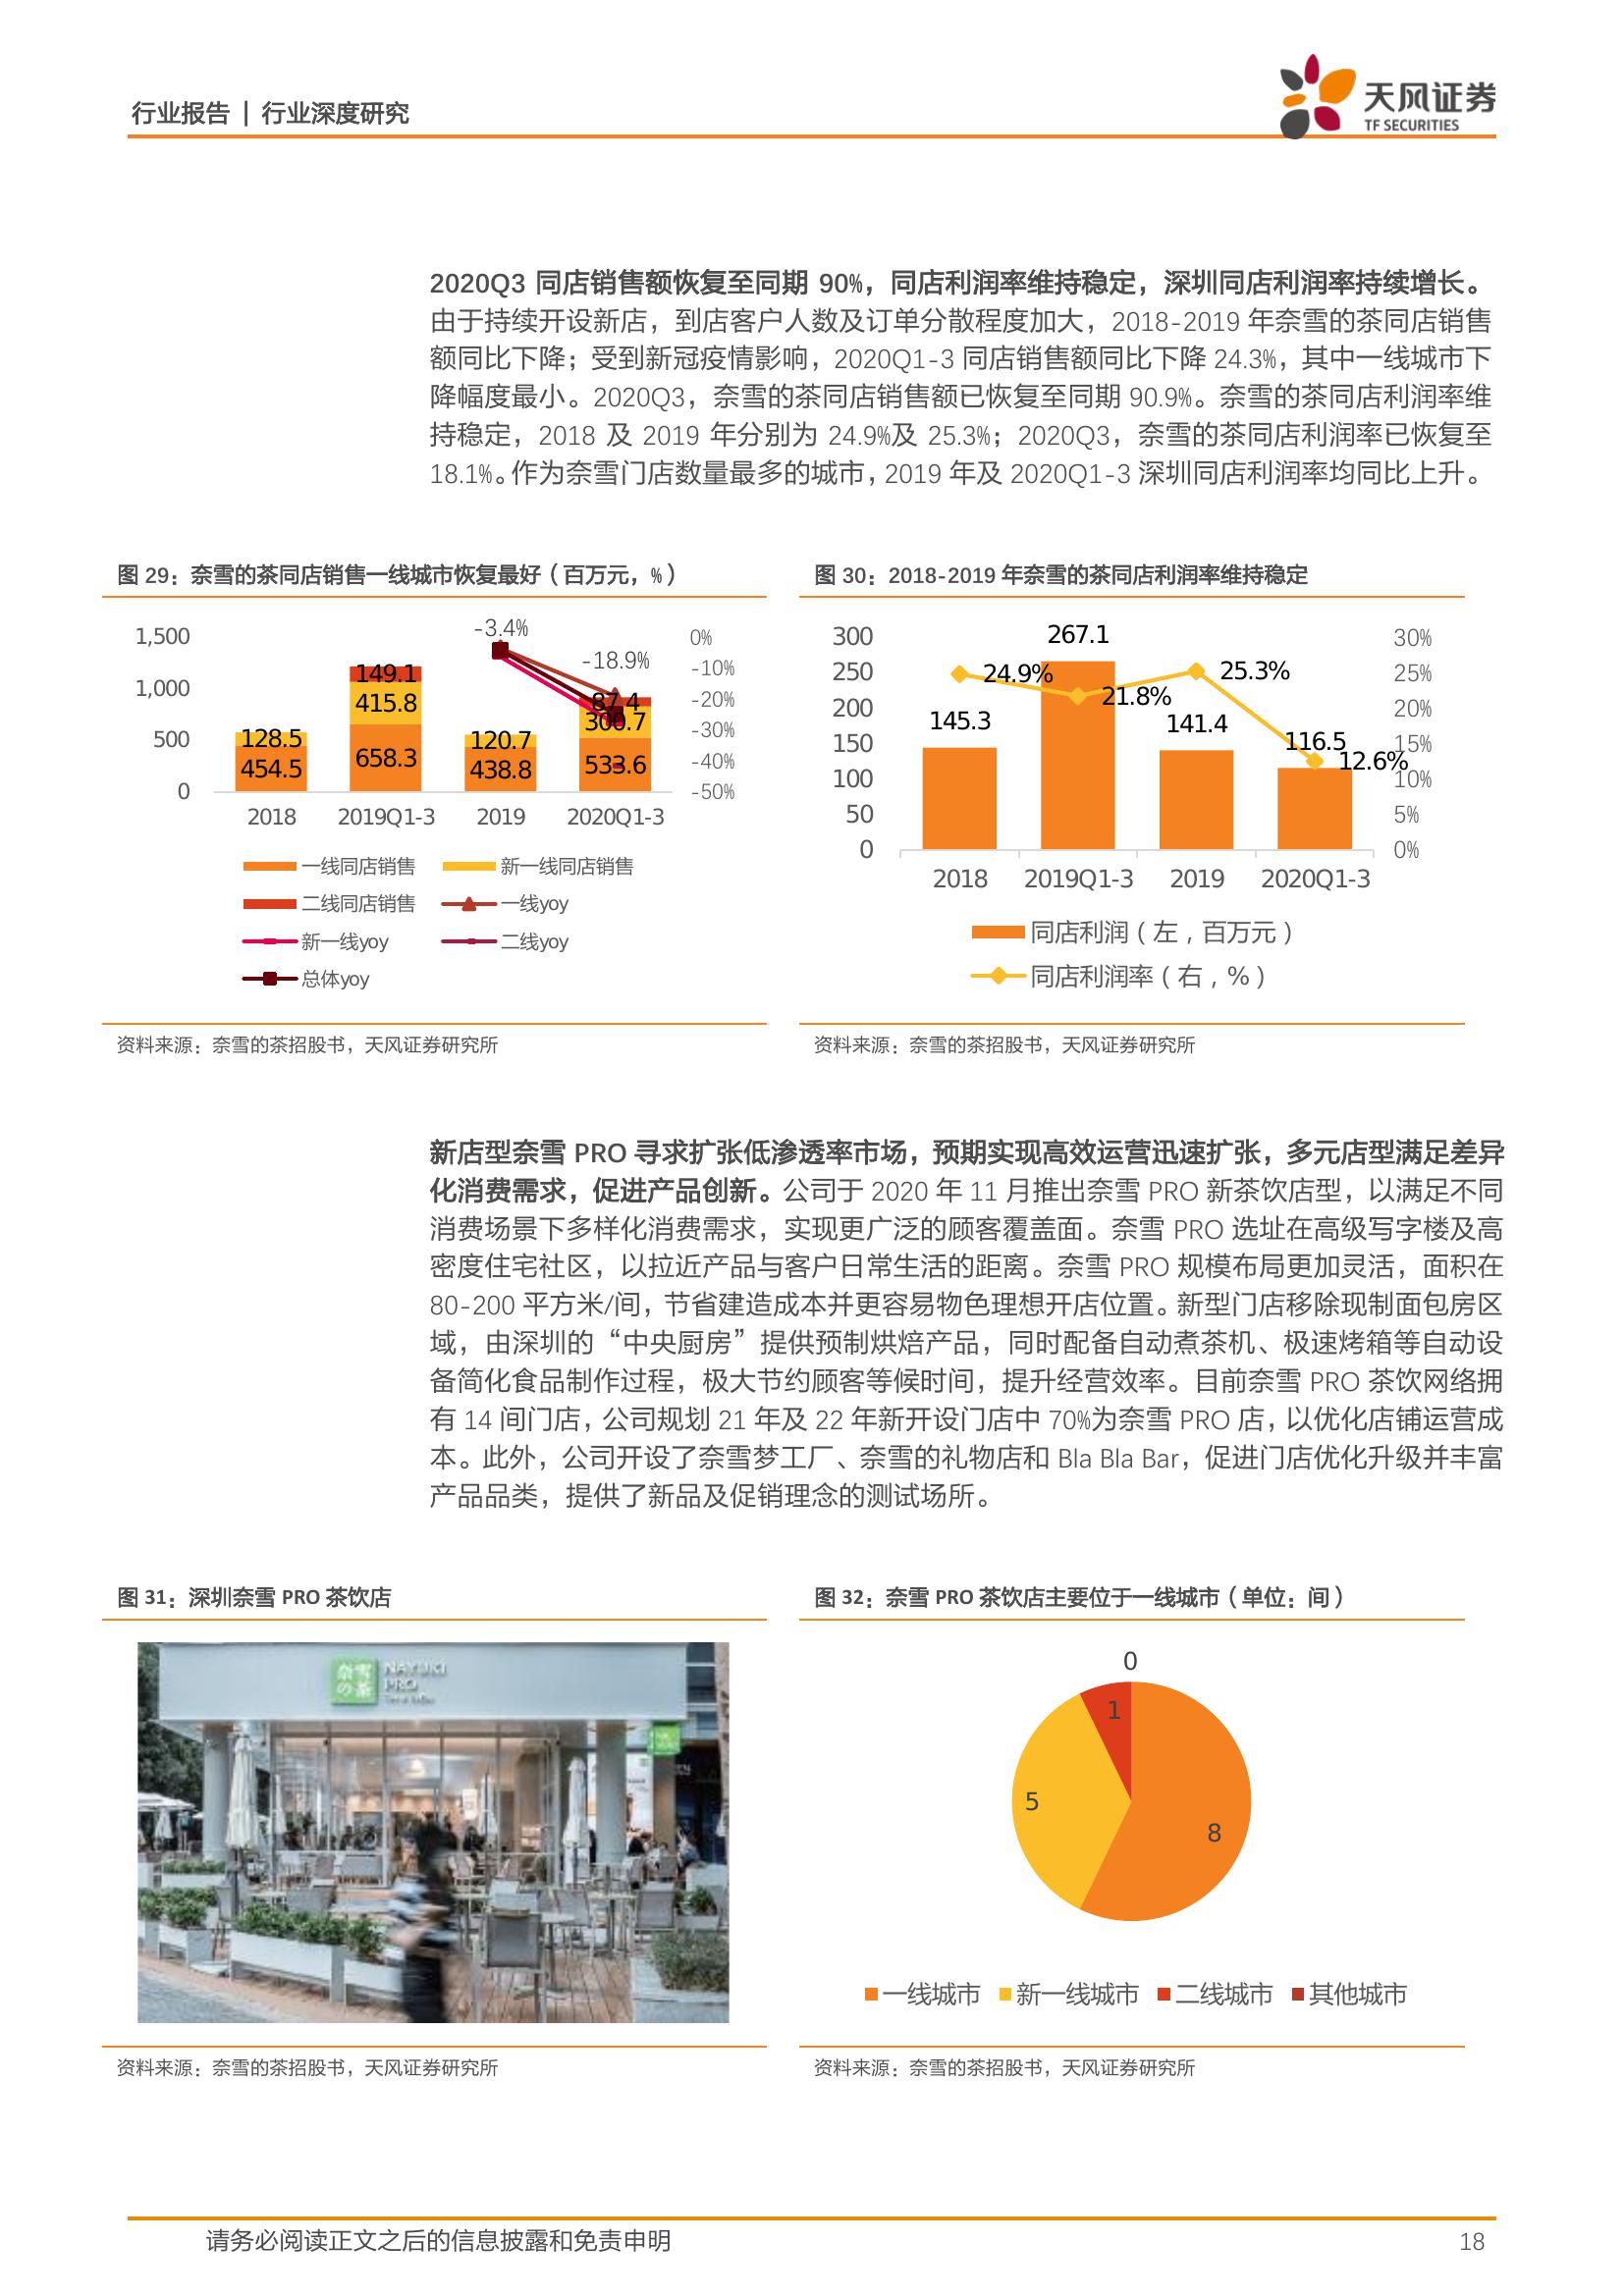 行业报告 | 行业深度研究
天风证券
TF SECURITIES
2020Q3 同店销售额恢复至同期 90%，同店利润率维持稳定，深圳同店利润率持续增长。
由于持续开设新店，到店客户人数及订单分散程度加大，2018-2019 年奈雪的茶同店销售
额同比下降；受到新冠疫情影响，2020Q1-3 同店销售额同比下降 24.3%，其中一线城市下
降幅度最小。2020Q3，奈雪的茶同店销售额已恢复至同期 90.9%。奈雪的茶同店利润率维
持稳定，2018 及 2019 年分别为 24.9%及 25.3%；2020Q3，奈雪的茶同店利润率已恢复至
18.1%。作为奈雪门店数量最多的城市，2019 年及 2020Q1-3 深圳同店利润率均同比上升。
图 29：奈雪的茶同店销售一线城市恢复最好（百万元，%）
1,500
1,000
500
0
128.5
454.5
149.1
415.8
658.3
120.7
438.8
87.4
300.7
533.6
-3.4%
-18.9%
0%
-10%
-20%
-30%
-40%
-50%
2018 2019Q1-3 2019 2020Q1-3
一线同店销售 新一线同店销售
二线同店销售 一线yoy
新一线yoy 二线yoy
总体yoy
资料来源：奈雪的茶招股书，天风证券研究所
图 30：2018-2019 年奈雪的茶同店利润率维持稳定
300
250
200
150
100
50
0
145.3
267.1
141.4
116.5
24.9%
21.8%
25.3%
12.6%
30%
25%
20%
15%
10%
5%
0%
2018 2019Q1-3 2019 2020Q1-3
同店利润（左，百万元）
同店利润率（右，%）
资料来源：奈雪的茶招股书，天风证券研究所
新店型奈雪 PRO 寻求扩张低渗透率市场，预期实现高效运营迅速扩张，多元店型满足差异
化消费需求，促进产品创新。公司于 2020 年 11 月推出奈雪 PRO 新茶饮店型，以满足不同
消费场景下多样化消费需求，实现更广泛的顾客覆盖面。奈雪 PRO 选址在高级写字楼及高
密度住宅社区，以拉近产品与客户日常生活的距离。奈雪 PRO 规模布局更加灵活，面积在
80-200 平方米/间，节省建造成本并更容易物色理想开店位置。新型门店移除现制面包房区
域，由深圳的“中央厨房”提供预制烘焙产品，同时配备自动煮茶机、极速烤箱等自动设
备简化食品制作过程，极大节约顾客等候时间，提升经营效率。目前奈雪 PRO 茶饮网络拥
有 14 间门店，公司规划 21 年及 22 年新开设门店中 70%为奈雪 PRO 店，以优化店铺运营成
本。此外，公司开设了奈雪梦工厂、奈雪的礼物店和 Bla Bla Bar，促进门店优化升级并丰富
产品品类，提供了新品及促销理念的测试场所。
图 31：深圳奈雪 PRO 茶饮店
奈雪
の茶
NAYUKI
PRO
资料来源：奈雪的茶招股书，天风证券研究所
图 32：奈雪 PRO 茶饮店主要位于一线城市（单位：间）
0
1
5
8
一线城市 新一线城市 二线城市 其他城市
资料来源：奈雪的茶招股书，天风证券研究所
请务必阅读正文之后的信息披露和免责申明
18